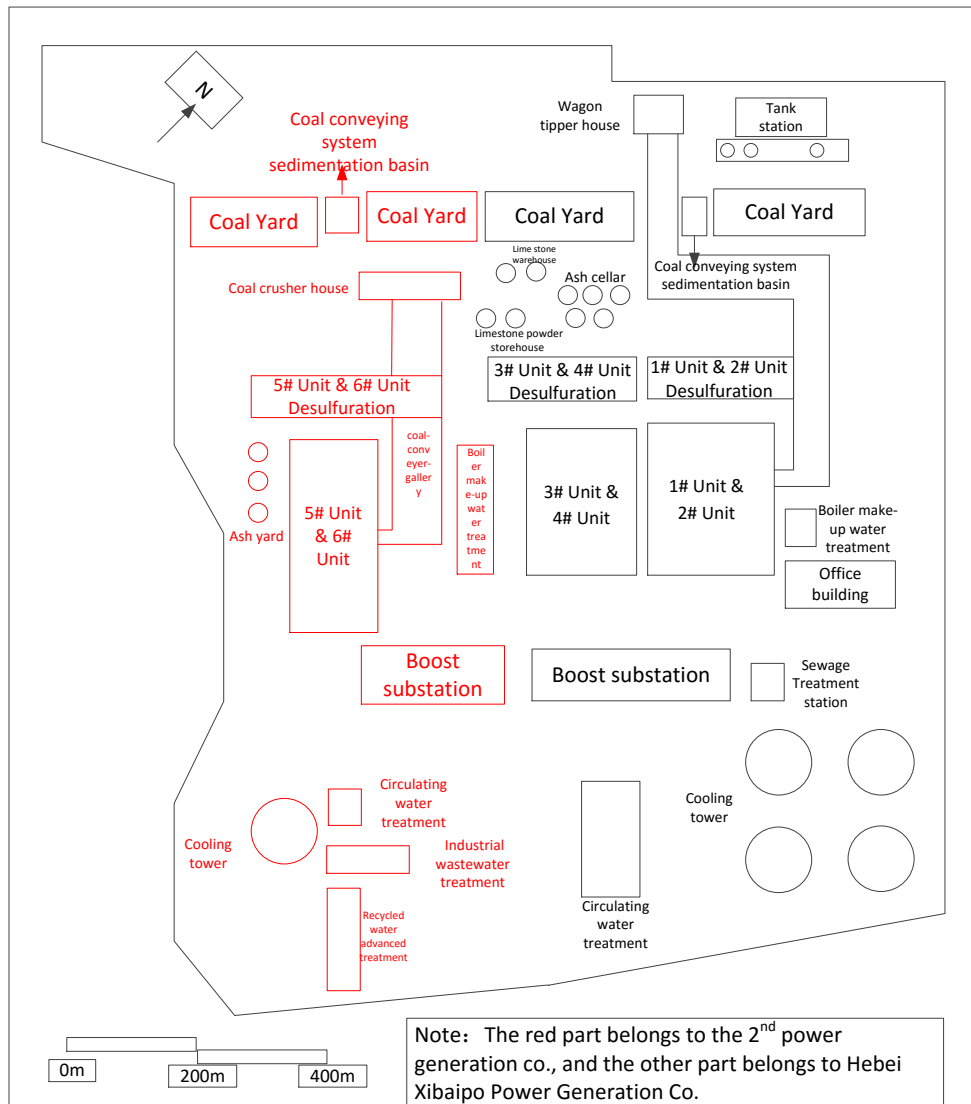 N
Coal conveying
system
sedimentation basin
Wagon
tipper house
Tank
station
Coal Yard
Coal Yard
Coal Yard
Coal Yard
Lime stone
warehouse
Ash cellar
Coal conveying system
sedimentation basin
Coal crusher house
Limestone powder
storehouse
5# Unit & 6# Unit
Desulfuration
3# Unit & 4# Unit
Desulfuration
1# Unit & 2# Unit
Desulfuration
coal-
conv
eyer-
galler
y
Boil
er
mak
e-up
wa
ter
trea
tme
nt
Ash yard
5# Unit
& 6#
Unit
3# Unit &
4# Unit
1# Unit &
2# Unit
Boiler make-
up water
treatment
Office
building
Boost
substation
Boost substation
Sewage
Treatment
station
Circulating
water
treatment
Cooling
tower
Industrial
wastewater
treatment
Recycled
water
advanced
treatment
Cooling
tower
Circulating
water
treatment
0m
200m
400m
Note: The red part belongs to the 2nd power
generation co., and the other part belongs to Hebei
Xibaipo Power Generation Co.